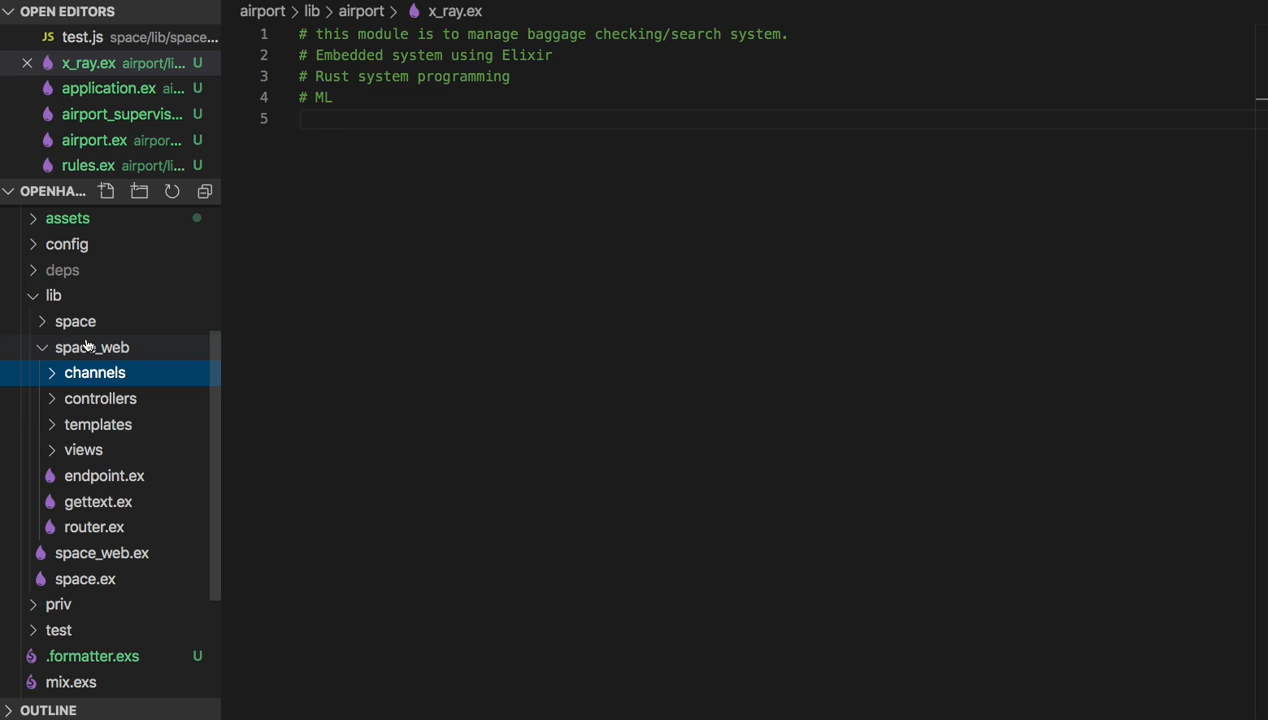 OPEN EDITORS
JS test.js space/lib/space...
x_ray.ex airport/li... U
application.ex ai... U
airport_supervis... U
airport.ex airpor... U
rules.ex airport/li... U
OPENHA...
assets
config
deps
lib
space
space_web
channels
controllers
templates
views
endpoint.ex
gettext.ex
router.ex
space_web.ex
space.ex
priv
test
.formatter.exs U
mix.exs
OUTLINE
airport > lib > airport > x_ray.ex
1 # this module is to manage baggage checking/search system.
2 # Embedded system using Elixir
3 # Rust system programming
4 # ML
5